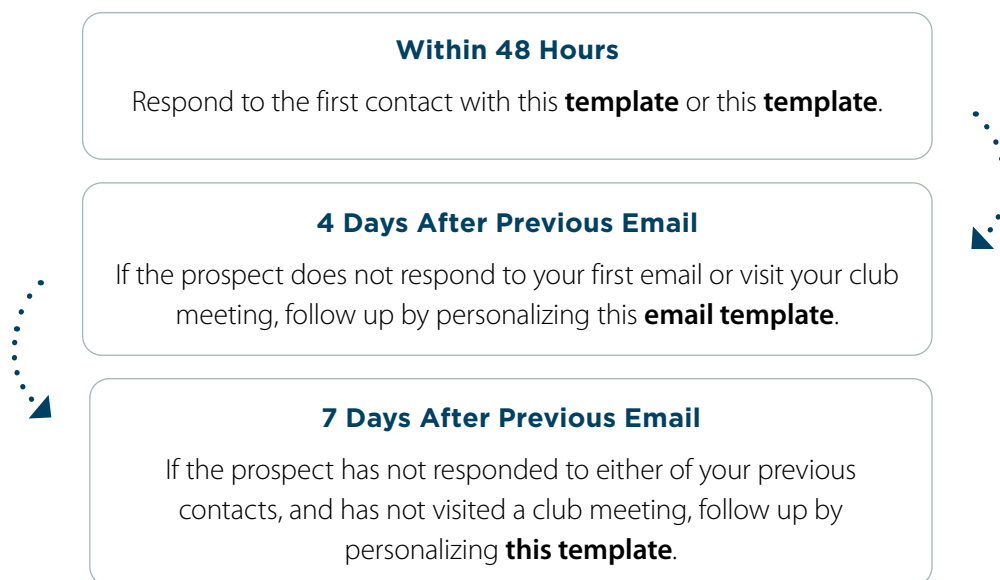 Within 48 Hours
Respond to the first contact with this template or this template.
4 Days After Previous Email
If the prospect does not respond to your first email or visit your club
meeting, follow up by personalizing this email template.
7 Days After Previous Email
If the prospect has not responded to either of your previous
contacts, and has not visited a club meeting, follow up by
personalizing this template.